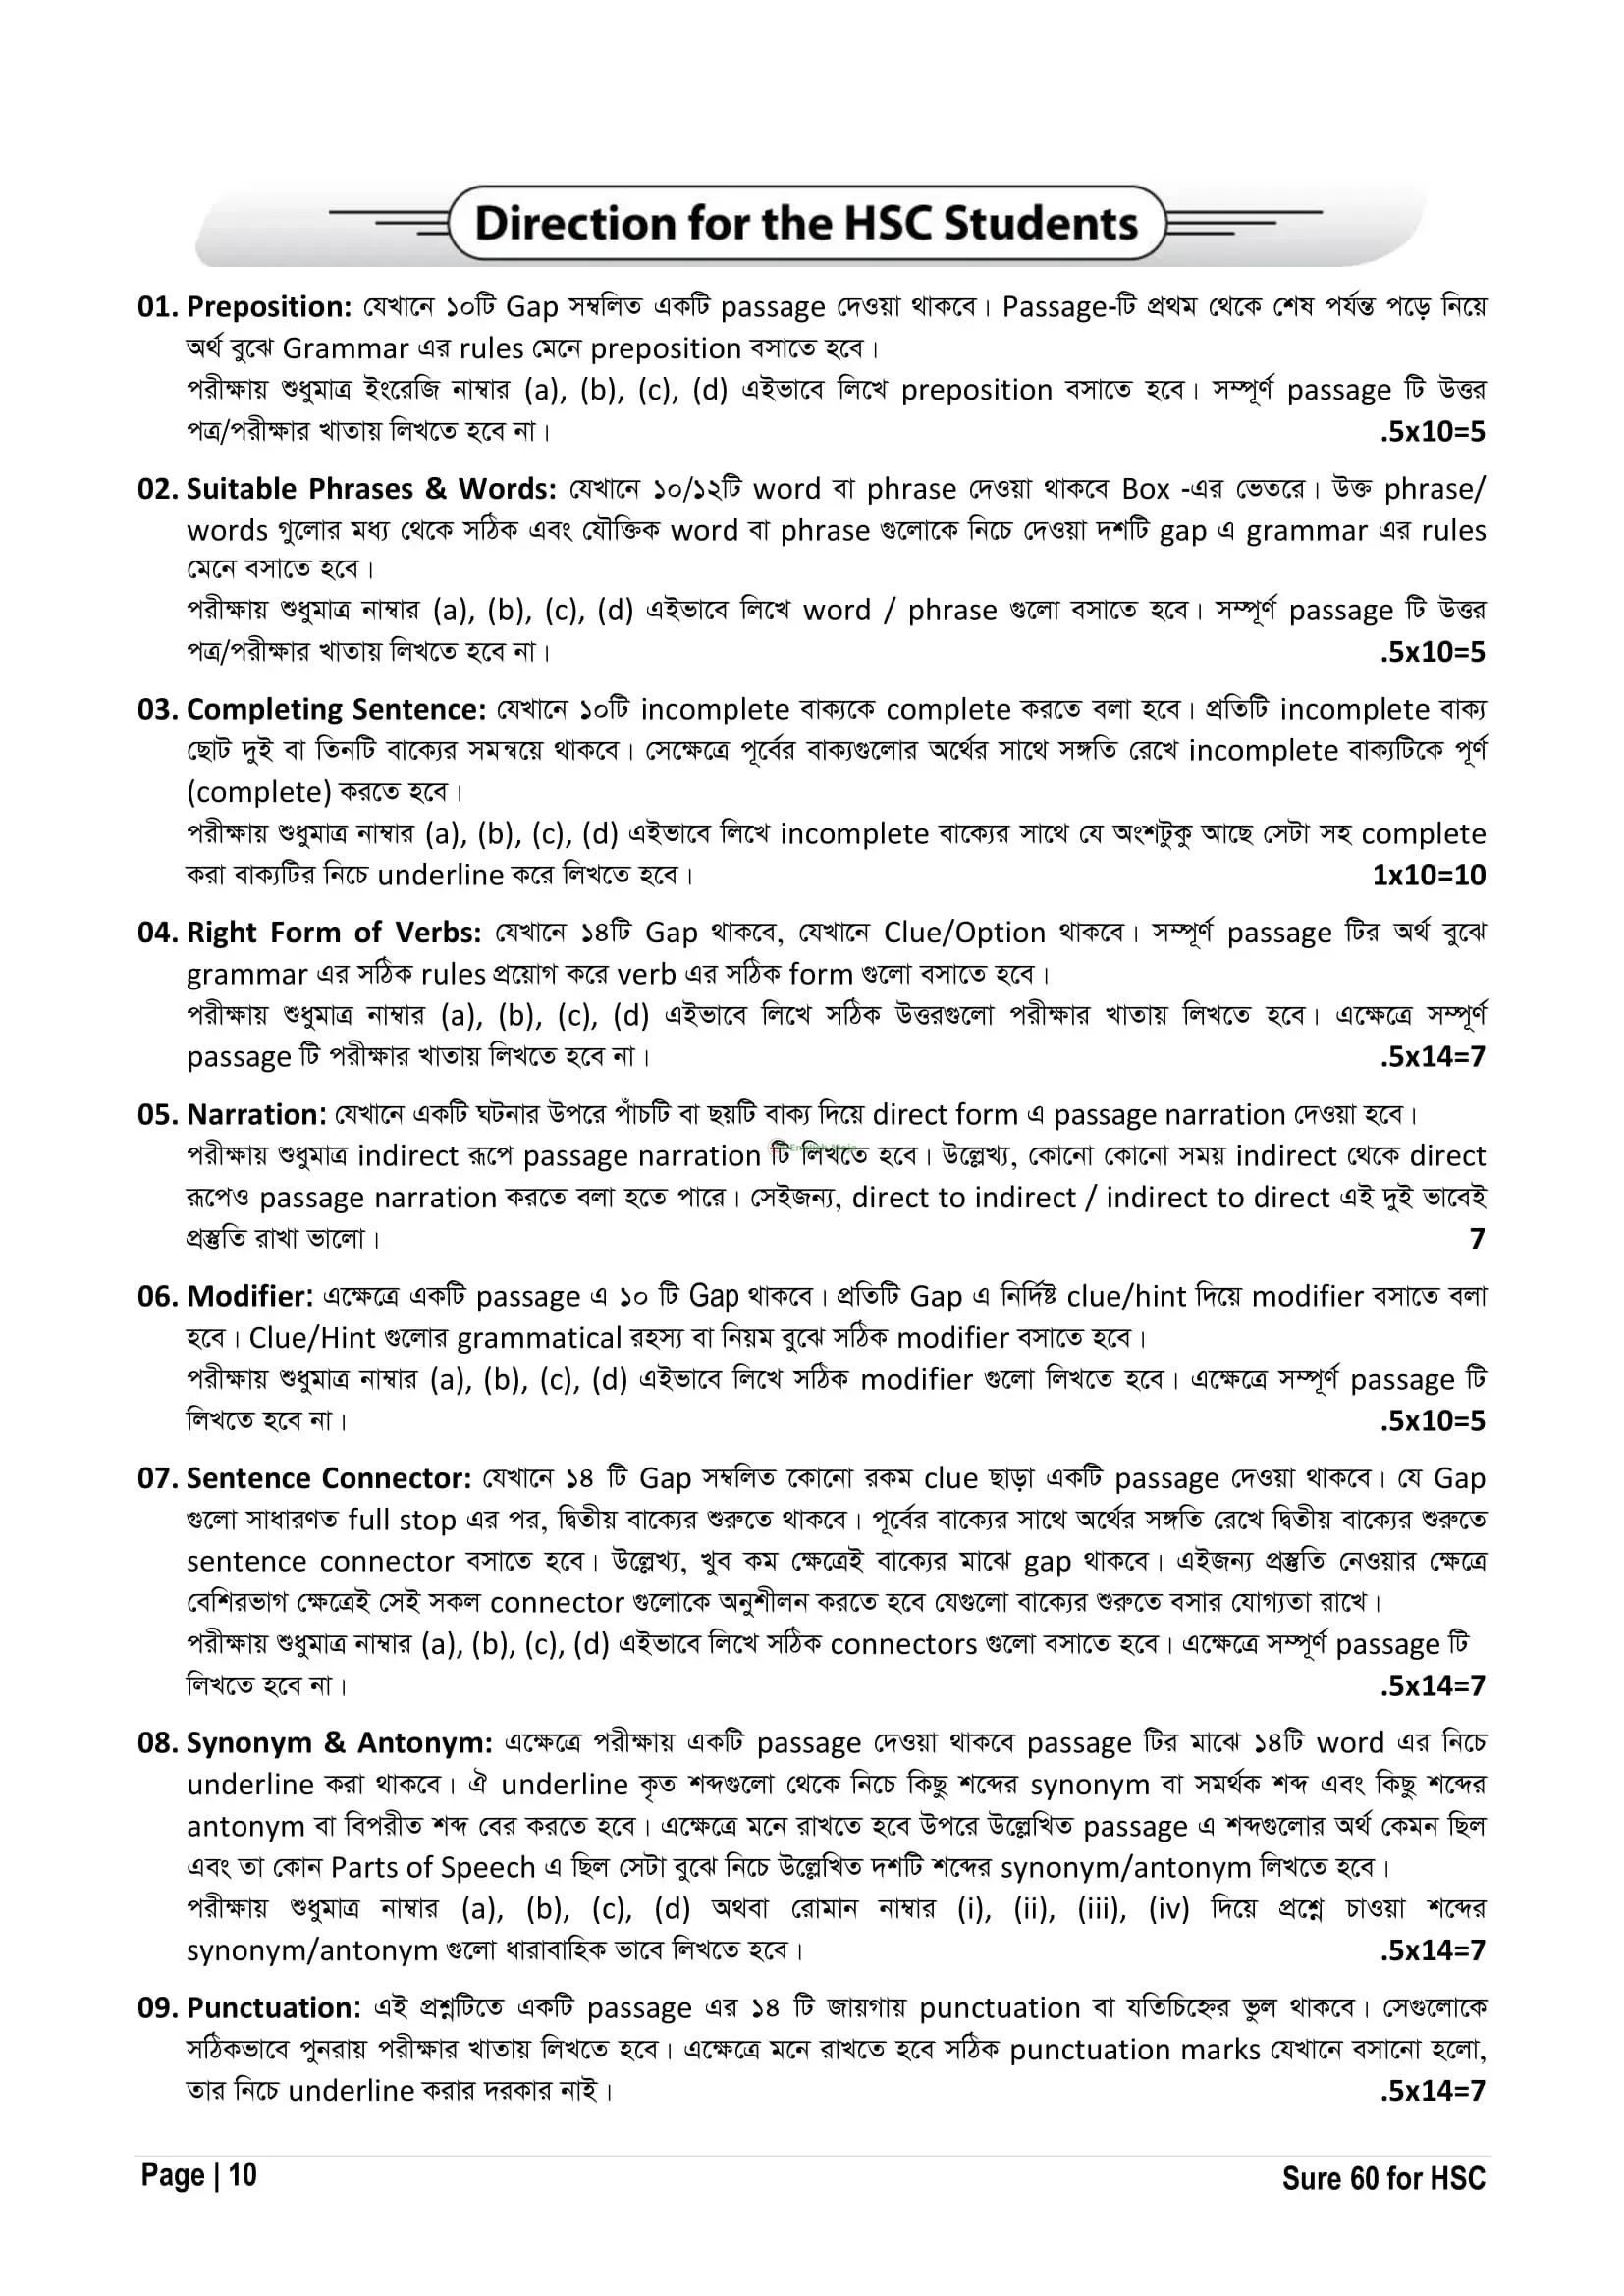 Direction for the HSC Students
01. Preposition: যেখানে ১০টি Gap সম্বলিত একটি passage দেওয়া থাকবে। Passage-টি প্রথম থেকে শেষ পর্যন্ত পড়ে নিয়ে
অর্থ বুঝে Grammar এর rules মেনে preposition বসাতে হবে।
পরীক্ষায় শুধুমাত্র ইংরেজি নাম্বার (a), (b), (c), (d) এইভাবে লিখে preposition বসাতে হবে। সম্পূর্ণ passage টি উত্তর
পত্র/পরীক্ষার খাতায় লিখতে হবে না। .5x10=5
02. Suitable Phrases & Words: যেখানে ১০/১২টি word বা phrase দেওয়া থাকবে Box -এর ভেতরে। উক্ত phrase/
words গুলোর মধ্য থেকে সঠিক এবং যৌক্তিক word বা phrase গুলোকে নিচে দেওয়া দশটি gap এ grammar এর rules
মেনে বসাতে হবে।
পরীক্ষায় শুধুমাত্র নাম্বার (a), (b), (c), (d) এইভাবে লিখে word / phrase গুলো বসাতে হবে। সম্পূর্ণ passage টি উত্তর
পত্র/পরীক্ষার খাতায় লিখতে হবে না। .5x10=5
03. Completing Sentence: যেখানে ১০টি incomplete বাক্যকে complete করতে বলা হবে। প্রতিটি incomplete বাক্য
ছোট দুই বা তিনটি বাক্যের সমন্বয়ে থাকবে। সেক্ষেত্রে পূর্বের বাক্যগুলোর অর্থের সাথে সঙ্গতি রেখে incomplete বাক্যটিকে পূর্ণ
(complete) করতে হবে।
পরীক্ষায় শুধুমাত্র নাম্বার (a), (b), (c), (d) এইভাবে লিখে incomplete বাক্যের সাথে যে অংশটুকু আছে সেটা সহ complete
করা বাক্যটির নিচে underline করে লিখতে হবে। 1x10=10
04. Right Form of Verbs: যেখানে ১৪টি Gap থাকবে, যেখানে Clue/Option থাকবে। সম্পূর্ণ passage টির অর্থ বুঝে
grammar এর সঠিক rules প্রয়োগ করে verb এর সঠিক form গুলো বসাতে হবে।
পরীক্ষায় শুধুমাত্র নাম্বার (a), (b), (c), (d) এইভাবে লিখে সঠিক উত্তরগুলো পরীক্ষার খাতায় লিখতে হবে। এক্ষেত্রে সম্পূর্ণ
passage টি পরীক্ষার খাতায় লিখতে হবে না। .5x14=7
05. Narration: যেখানে একটি ঘটনার উপরে পাঁচটি বা ছয়টি বাক্য দিয়ে direct form এ passage narration দেওয়া হবে।
পরীক্ষায় শুধুমাত্র indirect রূপে passage narration টি লিখতে হবে। উল্লেখ্য, কোনো কোনো সময় indirect থেকে direct
রূপেও passage narration করতে বলা হতে পারে। সেইজন্য, direct to indirect / indirect to direct এই দুই ভাবেই
প্রস্তুতি রাখা ভালো। 7
06. Modifier: এক্ষেত্রে একটি passage এ ১০ টি Gap থাকবে। প্রতিটি Gap এ নির্দিষ্ট clue/hint দিয়ে modifier বসাতে বলা
হবে। Clue/Hint গুলোর grammatical রহস্য বা নিয়ম বুঝে সঠিক modifier বসাতে হবে।
পরীক্ষায় শুধুমাত্র নাম্বার (a), (b), (c), (d) এইভাবে লিখে সঠিক modifier গুলো লিখতে হবে। এক্ষেত্রে সম্পূর্ণ passage টি
লিখতে হবে না। .5x10=5
07. Sentence Connector: যেখানে ১৪ টি Gap সম্বলিত কোনো রকম clue ছাড়া একটি passage দেওয়া থাকবে। যে Gap
গুলো সাধারণত full stop এর পর, দ্বিতীয় বাক্যের শুরুতে থাকবে। পূর্বের বাক্যের সাথে অর্থের সঙ্গতি রেখে দ্বিতীয় বাক্যের শুরুতে
sentence connector বসাতে হবে। উল্লেখ্য, খুব কম ক্ষেত্রেই বাক্যের মাঝে gap থাকবে। এইজন্য প্রস্তুতি নেওয়ার ক্ষেত্রে
বেশিরভাগ ক্ষেত্রেই সেই সকল connector গুলোকে অনুশীলন করতে হবে যেগুলো বাক্যের শুরুতে বসার যোগ্যতা রাখে।
পরীক্ষায় শুধুমাত্র নাম্বার (a), (b), (c), (d) এইভাবে লিখে সঠিক connectors গুলো বসাতে হবে। এক্ষেত্রে সম্পূর্ণ passage টি
লিখতে হবে না। .5x14=7
08. Synonym & Antonym: এক্ষেত্রে পরীক্ষায় একটি passage দেওয়া থাকবে passage টির মাঝে ১৪টি word এর নিচে
underline করা থাকবে। ঐ underline কৃত শব্দগুলো থেকে নিচে কিছু শব্দের synonym বা সমার্থক শব্দ এবং কিছু শব্দের
antonym বা বিপরীত শব্দ বের করতে হবে। এক্ষেত্রে মনে রাখতে হবে উপরে উল্লেখিত passage এ শব্দগুলোর অর্থ কেমন ছিল
এবং তা কোন Parts of Speech এ ছিল সেটা বুঝে নিচে উল্লেখিত দশটি শব্দের synonym/antonym লিখতে হবে।
পরীক্ষায় শুধুমাত্র নাম্বার (a), (b), (c), (d) অথবা রোমান নাম্বার (i), (ii), (iii), (iv) দিয়ে প্রশ্নে চাওয়া শব্দের
synonym/antonym গুলো ধারাবাহিক ভাবে লিখতে হবে। .5x14=7
09. Punctuation: এই প্রশ্নটিতে একটি passage এর ১৪ টি জায়গায় punctuation বা যতিচিহ্নের ভুল থাকবে। সেগুলোকে
সঠিকভাবে পুনরায় পরীক্ষার খাতায় লিখতে হবে। এক্ষেত্রে মনে রাখতে হবে সঠিক punctuation marks যেখানে বসানো হলো,
তার নিচে underline করার দরকার নাই। .5x14=7
Page | 10
Sure 60 for HSC